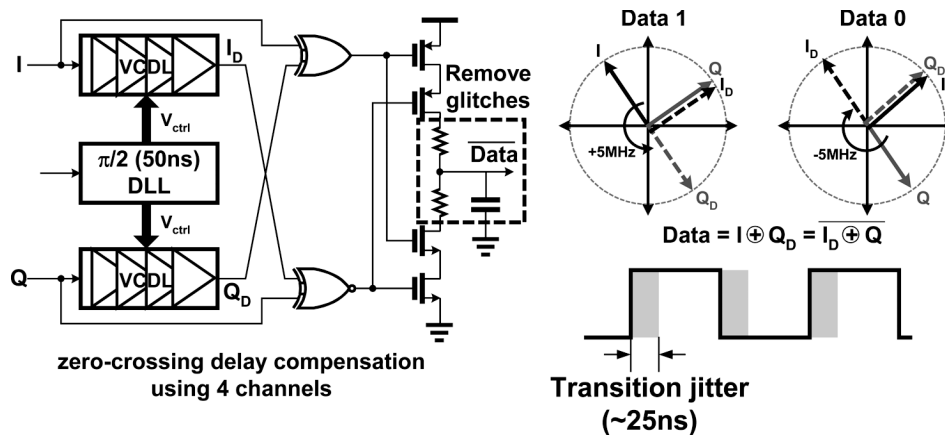 I
VCDL
I_D
V_ctrl
π/2 (50ns)
DLL
V_ctrl
Q
VCDL
Q_D
Remove
glitches
Data
zero-crossing delay compensation
using 4 channels
Data 1
I
Q
I_D
+5MHz
Q_D
Data 0
I_D
Q_D
I
-5MHz
Q
Data = I ⊕ Q_D = I_D ⊕ Q
Transition jitter
(~25ns)